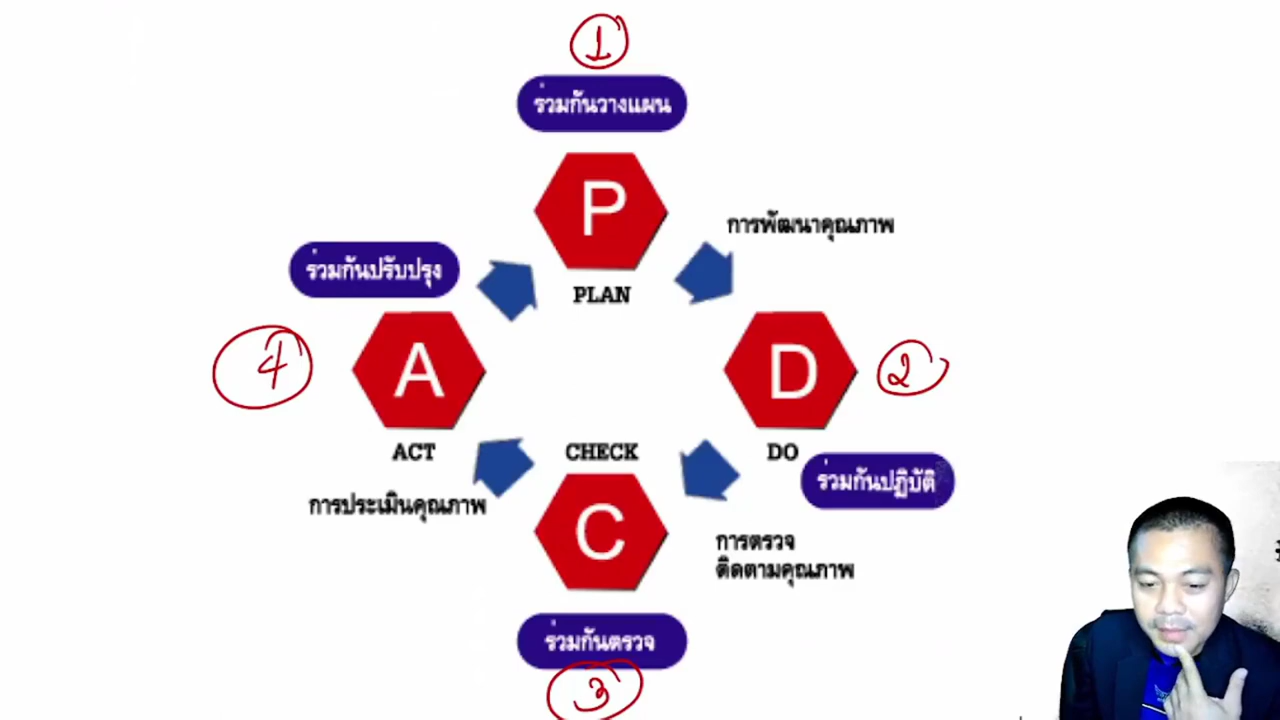 1
ร่วมกันวางแผน
P
PLAN
การพัฒนาคุณภาพ
ร่วมกันปรับปรุง
4
A
ACT
D
2
DO
ร่วมกันปฏิบัติ
CHECK
C
การประเมินคุณภาพ
การตรวจ
ติดตามคุณภาพ
ร่วมกันตรวจ
3